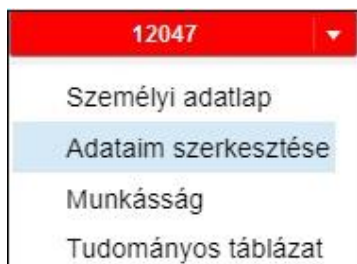 12047
Személyi adatlap
Adataim szerkesztése
Munkásság
Tudományos táblázat